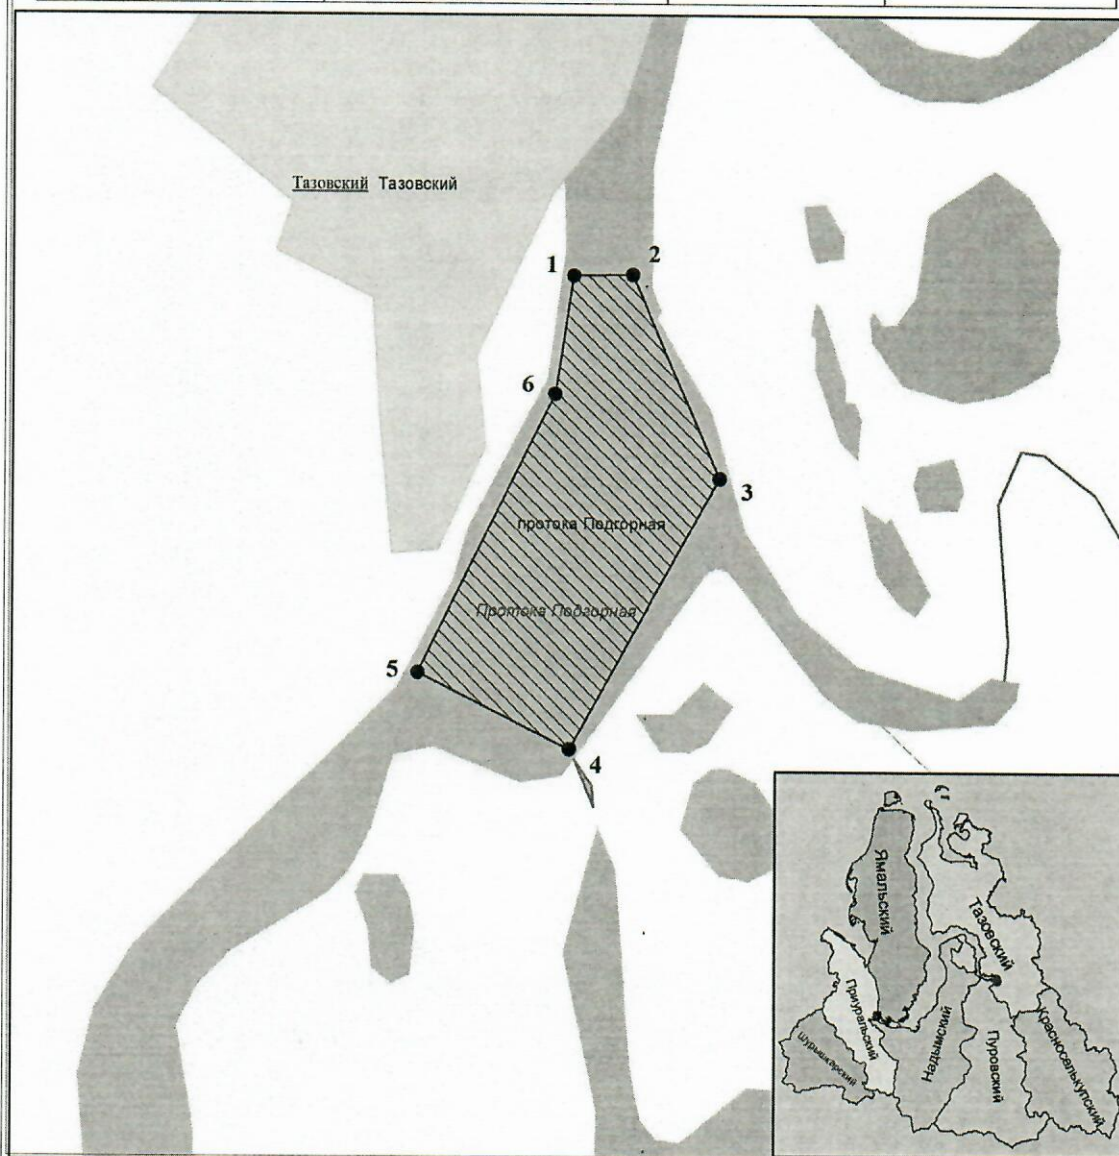 Тазовский Тазовский
1
2
6
3
протока Подгорная
Протока Подгорная
5
4
Ямальский
Тазовский
Приуральский
Шурышкарский
Надымский
Пуровский
Красноселькупский